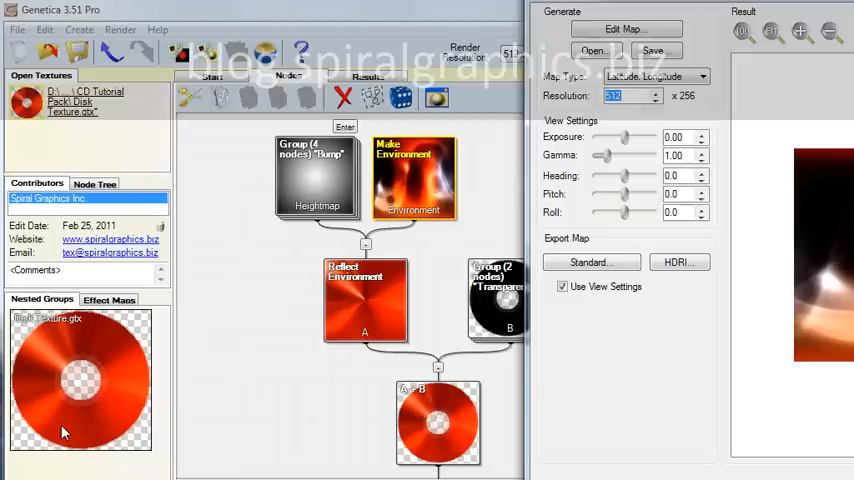 Genetica 3.51 Pro
File Edit Create Render Help
Render
Resolution: 512
blog.spiralgraphics.biz
Open Textures
D:\ ... \ CD Tutorial
Pack\ Disk
Texture.gtx*
Start Nodes Results
Enter
Group (4
nodes) "Bump"
Heightmap
Make
Environment
Environment
Contributors Node Tree
Spiral Graphics Inc.
Edit Date: Feb 25, 2011
Website: www.spiralgraphics.biz
Email: tex@spiralgraphics.biz
<Comments>
Reflect
Environment
A
Group (2
nodes)
"Transparen
B
Nested Groups Effect Maps
Disk Texture.gtx
A + B
Generate
Edit Map...
Open... Save...
Map Type: Latitude, Longitude
Resolution: 512 x 256
View Settings
Exposure: 0.00
Gamma: 1.00
Heading: 0.0
Pitch: 0.0
Roll: 0.0
Export Map
Standard... HDRI...
Use View Settings
Result
100 FIT